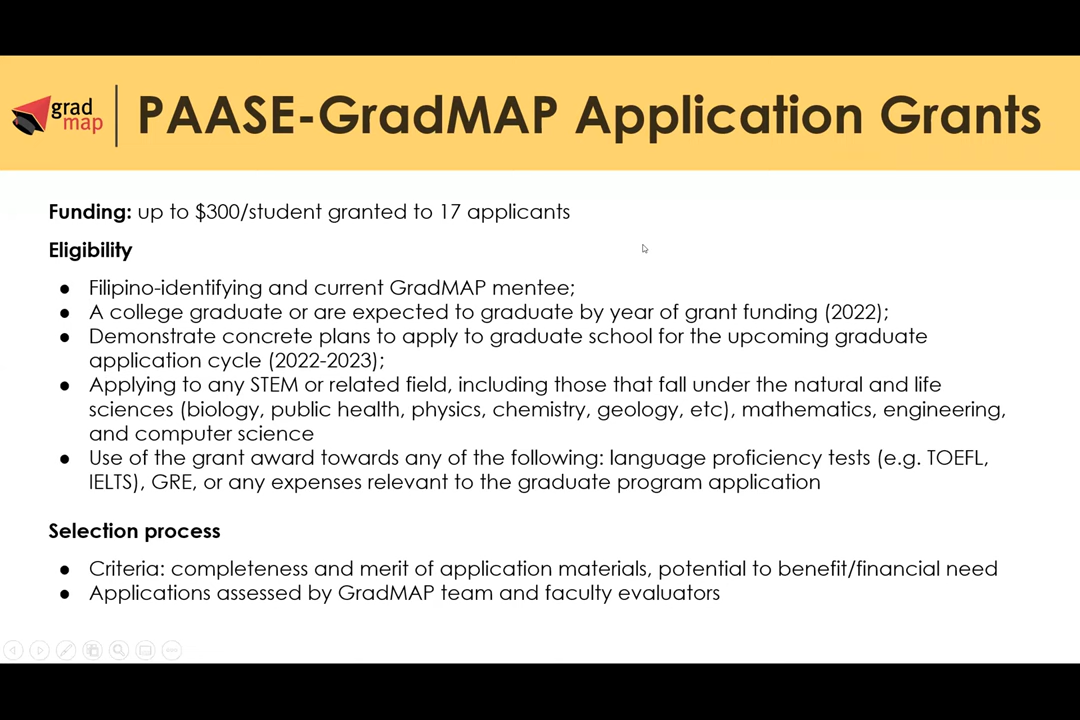 grad
map
PAASE-GradMAP Application Grants
Funding: up to $300/student granted to 17 applicants
Eligibility
● Filipino-identifying and current GradMAP mentee;
● A college graduate or are expected to graduate by year of grant funding (2022);
● Demonstrate concrete plans to apply to graduate school for the upcoming graduate
application cycle (2022-2023);
● Applying to any STEM or related field, including those that fall under the natural and life
sciences (biology, public health, physics, chemistry, geology, etc), mathematics, engineering,
and computer science
● Use of the grant award towards any of the following: language proficiency tests (e.g. TOEFL,
IELTS), GRE, or any expenses relevant to the graduate program application
Selection process
● Criteria: completeness and merit of application materials, potential to benefit/financial need
● Applications assessed by GradMAP team and faculty evaluators